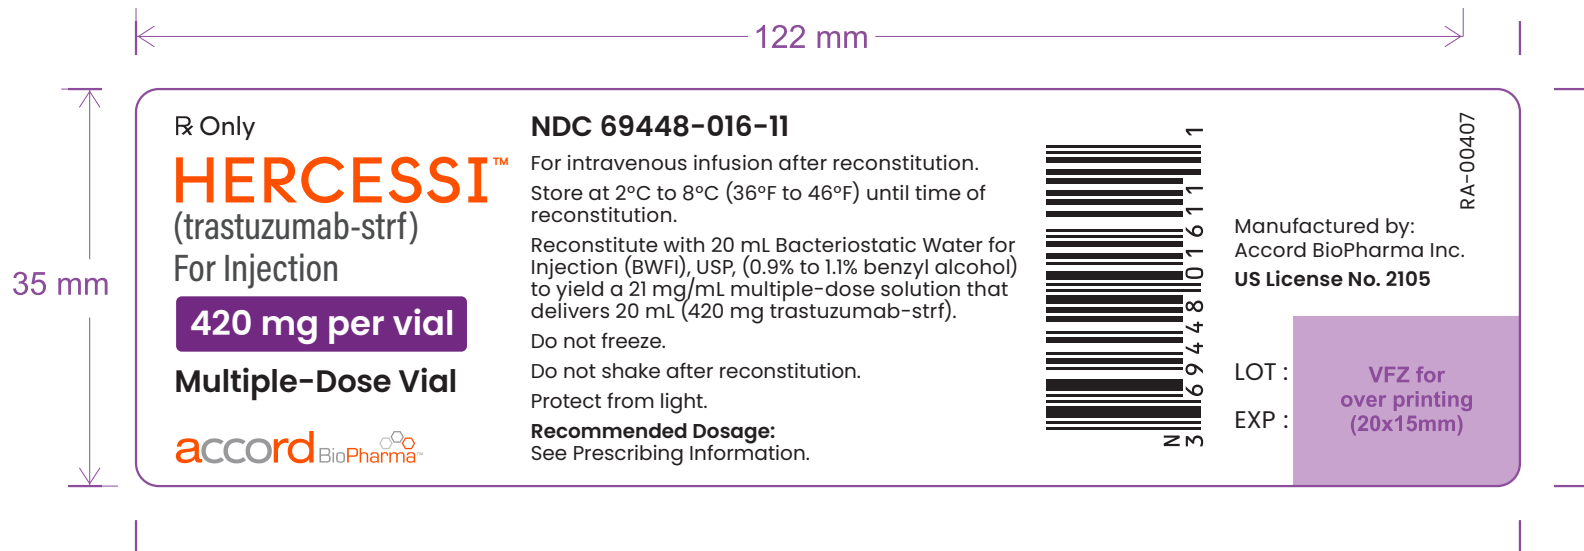 122 mm
35 mm
℞ Only
HERCESSI™
(trastuzumab-strf)
For Injection
420 mg per vial
Multiple-Dose Vial
accord BioPharma™
NDC 69448-016-11
For intravenous infusion after reconstitution.
Store at 2°C to 8°C (36°F to 46°F) until time of
reconstitution.
Reconstitute with 20 mL Bacteriostatic Water for
Injection (BWFI), USP, (0.9% to 1.1% benzyl alcohol)
to yield a 21 mg/mL multiple-dose solution that
delivers 20 mL (420 mg trastuzumab-strf).
Do not freeze.
Do not shake after reconstitution.
Protect from light.
Recommended Dosage:
See Prescribing Information.
N
3 69448 01611 1
RA-00407
Manufactured by:
Accord BioPharma Inc.
US License No. 2105
LOT :
EXP :
VFZ for
over printing
(20x15mm)